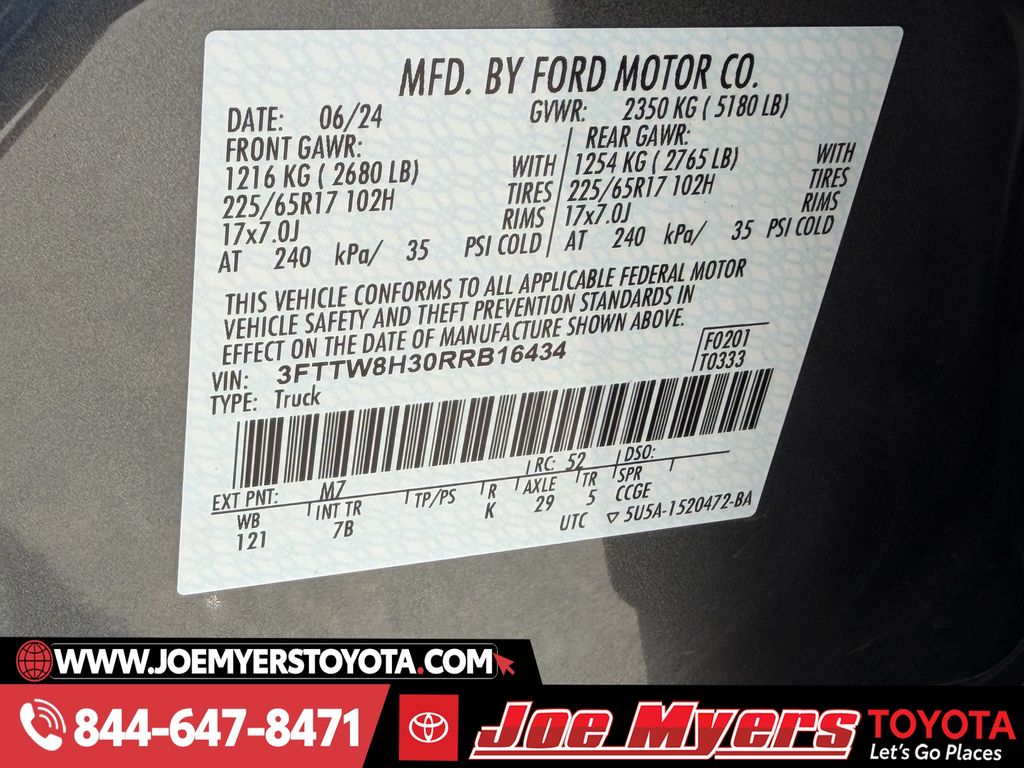 MFD. BY FORD MOTOR CO.
DATE: 06/24 GVWR: 2350 KG ( 5180 LB)
FRONT GAWR: REAR GAWR:
1216 KG ( 2680 LB) WITH 1254 KG ( 2765 LB) WITH
225/65R17 102H TIRES 225/65R17 102H TIRES
17x7.0J RIMS 17x7.0J RIMS
AT 240 kPa/ 35 PSI COLD AT 240 kPa/ 35 PSI COLD
THIS VEHICLE CONFORMS TO ALL APPLICABLE FEDERAL MOTOR
VEHICLE SAFETY AND THEFT PREVENTION STANDARDS IN
EFFECT ON THE DATE OF MANUFACTURE SHOWN ABOVE.
VIN: 3FTTW8H30RRB16434 F0201
TYPE: Truck T0333
EXT PNT: M7 RC: 52 DSO:
WB INT TR TP/PS R AXLE TR SPR
121 7B K 29 5 CCGE
UTC ▽ 5U5A-1520472-BA
WWW.JOEMYERSTOYOTA.COM
844-647-8471 Joe Myers TOYOTA
Let's Go Places